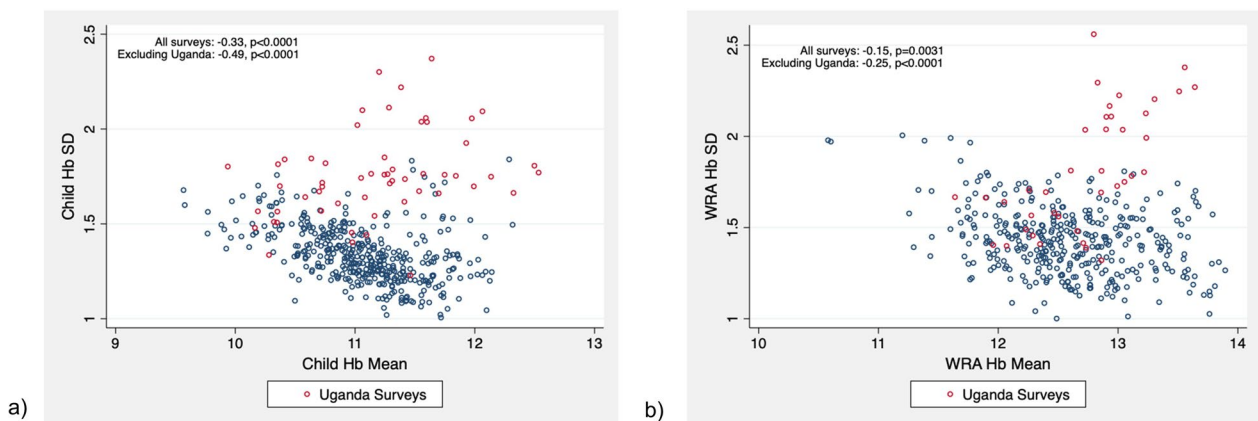 All surveys: -0.33, p<0.0001
Excluding Uganda: -0.49, p<0.0001
Child Hb SD
2.5
2
1.5
1
9 10 11 12 13
Child Hb Mean
Uganda Surveys
a)
All surveys: -0.15, p=0.0031
Excluding Uganda: -0.25, p<0.0001
WRA Hb SD
2.5
2
1.5
1
10 11 12 13 14
WRA Hb Mean
Uganda Surveys
b)